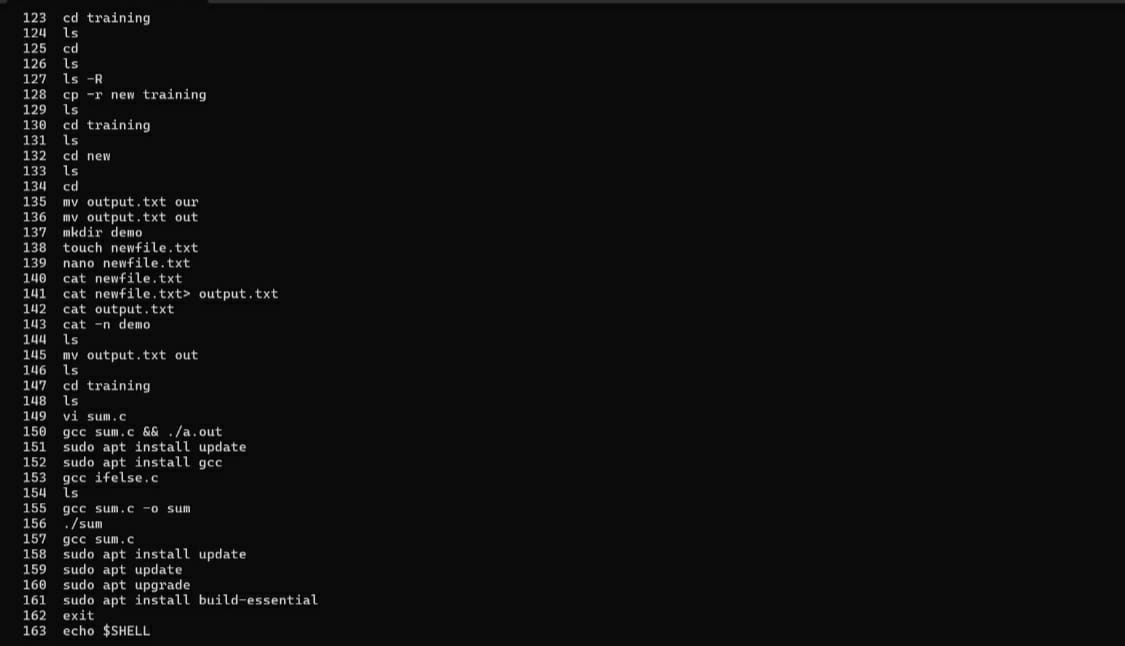 123 cd training
124 ls
125 cd
126 ls
127 ls -R
128 cp -r new training
129 ls
130 cd training
131 ls
132 cd new
133 ls
134 cd
135 mv output.txt our
136 mv output.txt out
137 mkdir demo
138 touch newfile.txt
139 nano newfile.txt
140 cat newfile.txt
141 cat newfile.txt> output.txt
142 cat output.txt
143 cat -n demo
144 ls
145 mv output.txt out
146 ls
147 cd training
148 ls
149 vi sum.c
150 gcc sum.c && ./a.out
151 sudo apt install update
152 sudo apt install gcc
153 gcc ifelse.c
154 ls
155 gcc sum.c -o sum
156 ./sum
157 gcc sum.c
158 sudo apt install update
159 sudo apt update
160 sudo apt upgrade
161 sudo apt install build-essential
162 exit
163 echo $SHELL